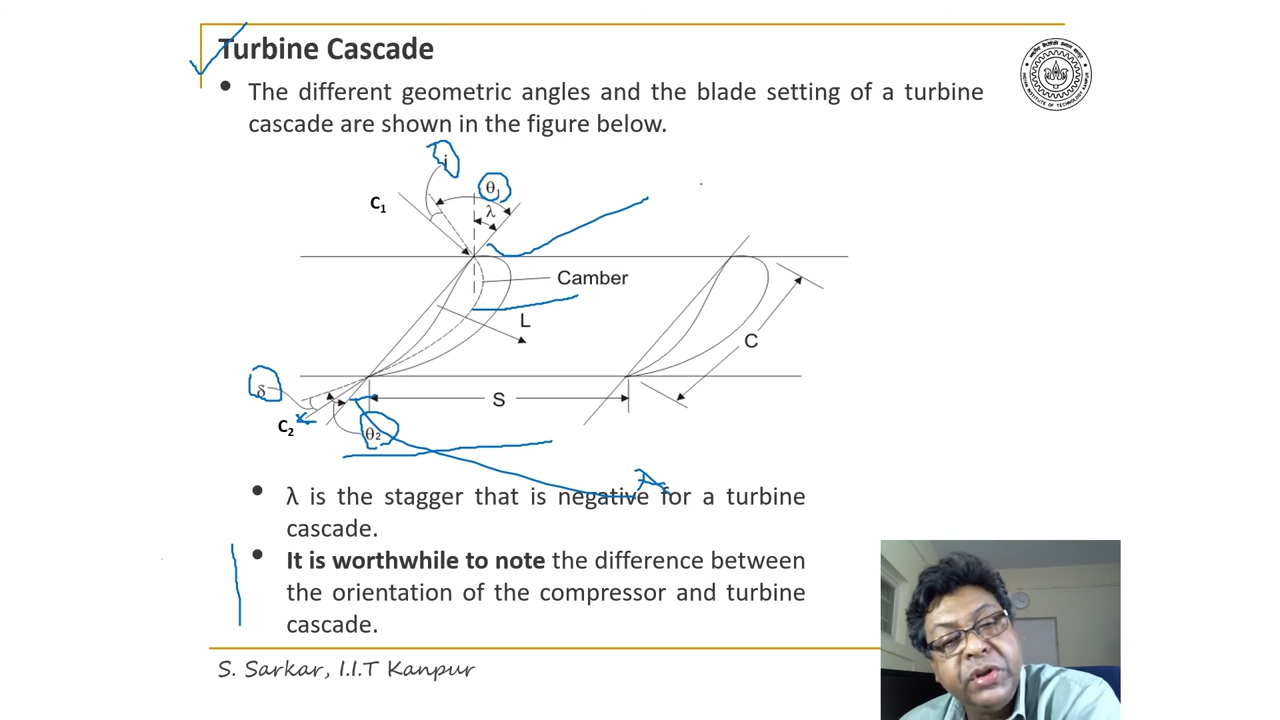 Turbine Cascade
• The different geometric angles and the blade setting of a turbine
cascade are shown in the figure below.
i
θ₁
C₁
λ
Camber
L
C
δ
S
C₂
θ₂
• λ is the stagger that is negative for a turbine
cascade.
• It is worthwhile to note the difference between
the orientation of the compressor and turbine
cascade.
S. Sarkar, I.I.T Kanpur